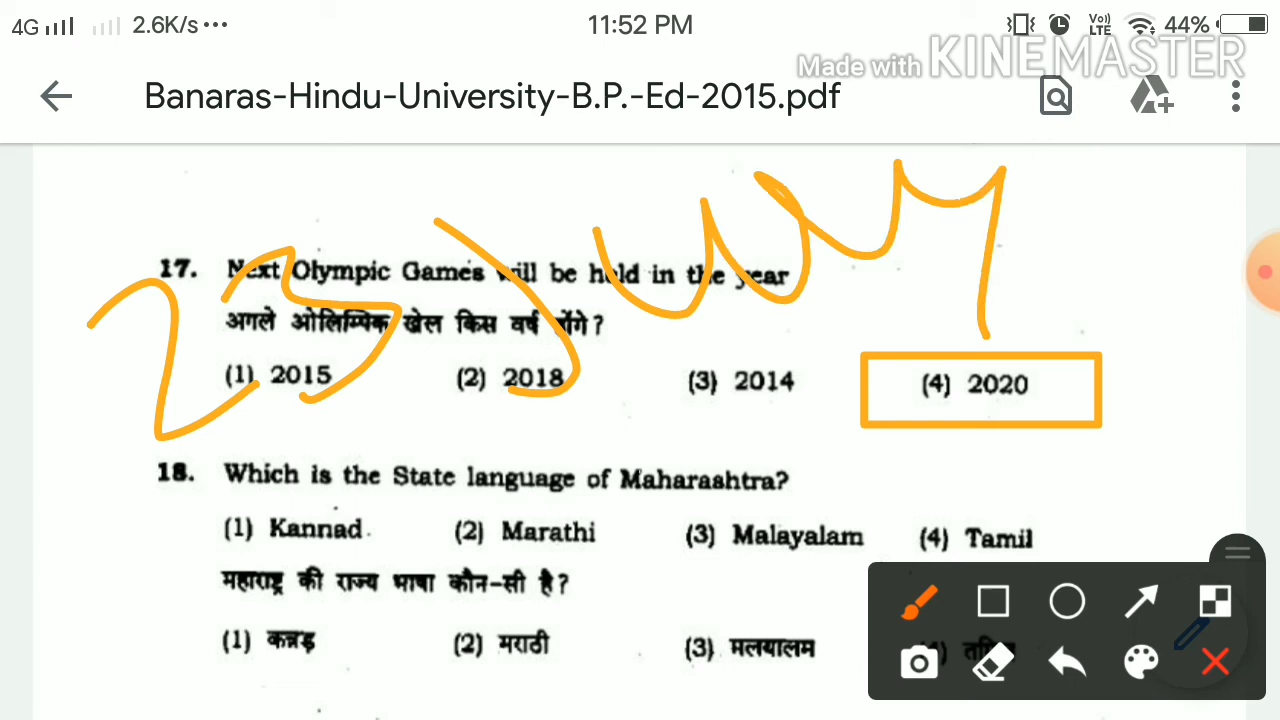 4G 2.6K/s ••• 11:52 PM Vo)) LTE 44%
Made with KINEMASTER
Banaras-Hindu-University-B.P.-Ed-2015.pdf
17. Next Olympic Games will be held in the year
अगले ओलिम्पिक खेल किस वर्ष होंगे ?
(1) 2015 (2) 2018 (3) 2014 (4) 2020
18. Which is the State language of Maharashtra?
(1) Kannad (2) Marathi (3) Malayalam (4) Tamil
महाराष्ट्र की राज्य भाषा कौन-सी है ?
(1) कन्नड़ (2) मराठी (3) मलयालम